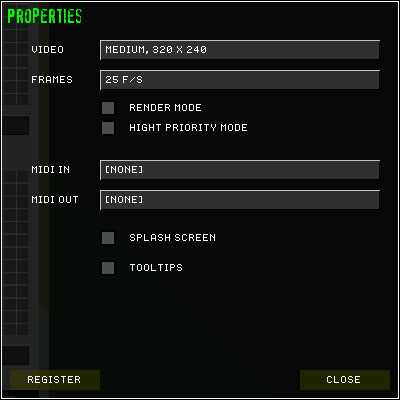 PROPERTIES
VIDEO MEDIUM, 320 X 240
FRAMES 25 F/S
RENDER MODE
HIGHT PRIORITY MODE
MIDI IN [NONE]
MIDI OUT [NONE]
SPLASH SCREEN
TOOLTIPS
REGISTER CLOSE